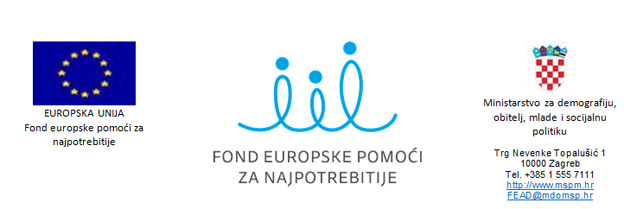 EUROPSKA UNIJA
Fond europske pomoći za
najpotrebitije
FOND EUROPSKE POMOĆI
ZA NAJPOTREBITIJE
Ministarstvo za demografiju,
obitelj, mlade i socijalnu
politiku
Trg Nevenke Topalušić 1
10000 Zagreb
Tel. +385 1 555 7111
http://www.mspm.hr
FEAD@mdomsp.hr